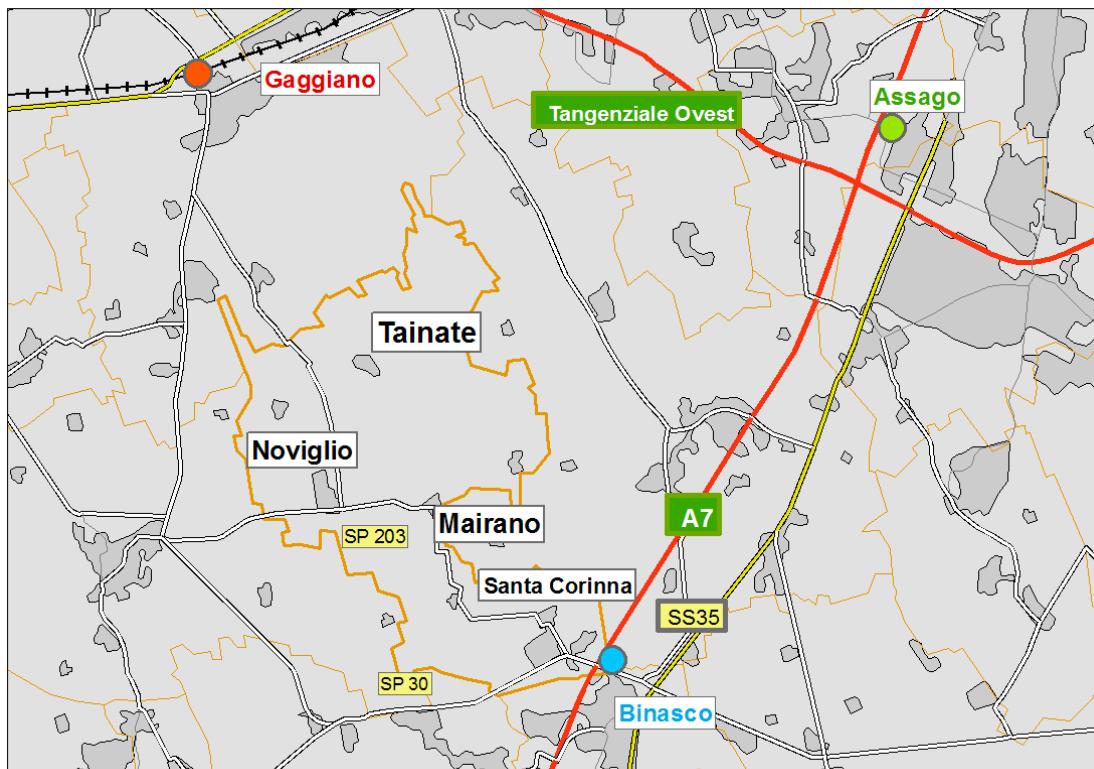 Gaggiano
Assago
Tangenziale Ovest
Tainate
Noviglio
A7
Mairano
SP 203
Santa Corinna
SS35
SP 30
Binasco